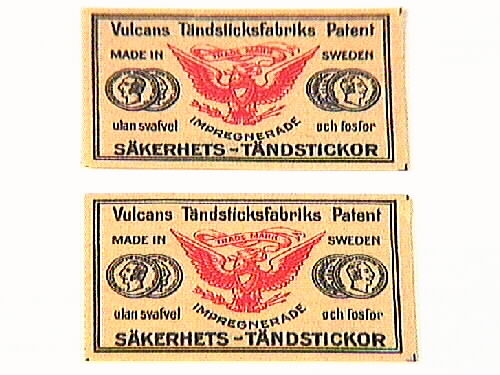 Vulcans Tändsticksfabriks Patent
MADE IN TRADE MARK SWEDEN
utan svafvel IMPREGNERADE och fosfor
SÄKERHETS-TÄNDSTICKOR
Vulcans Tändsticksfabriks Patent
MADE IN TRADE MARK SWEDEN
utan svafvel IMPREGNERADE och fosfor
SÄKERHETS-TÄNDSTICKOR